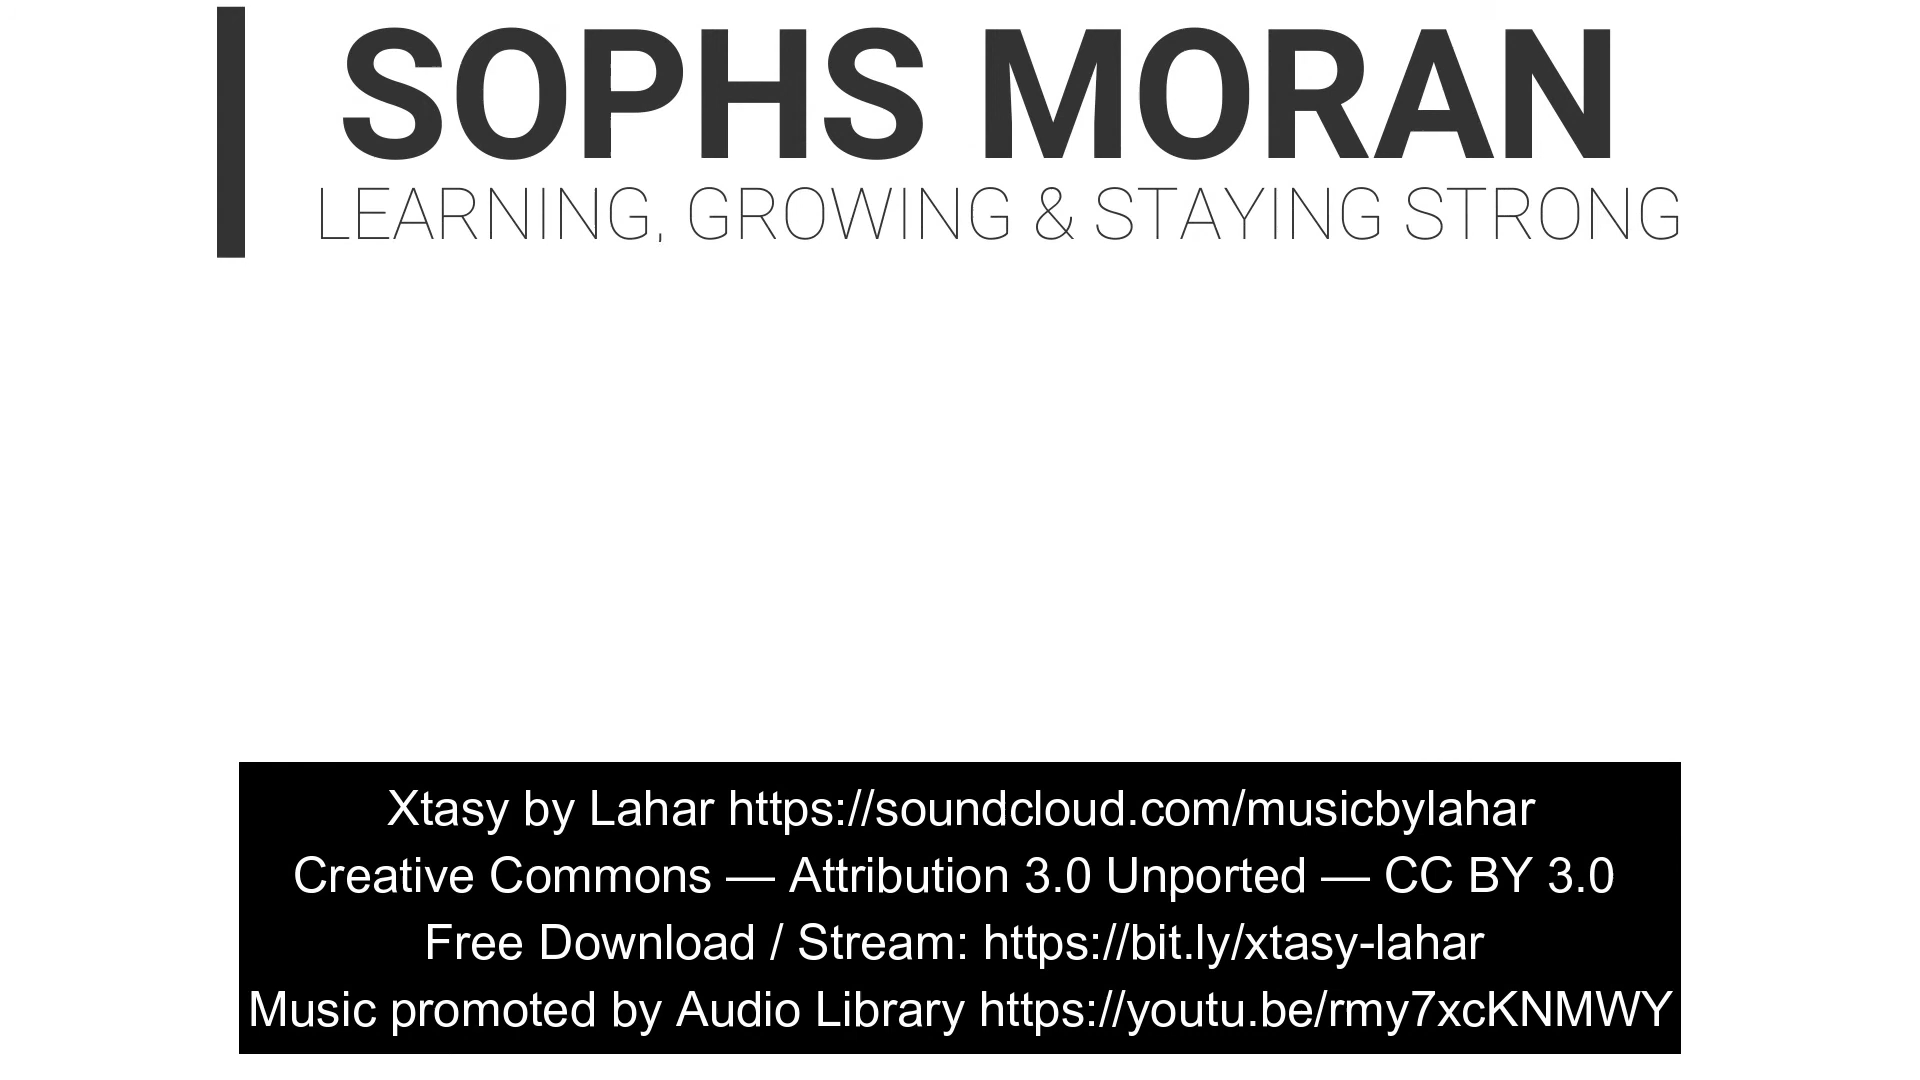 SOPHS MORAN
LEARNING, GROWING & STAYING STRONG
Xtasy by Lahar https://soundcloud.com/musicbylahar
Creative Commons — Attribution 3.0 Unported — CC BY 3.0
Free Download / Stream: https://bit.ly/xtasy-lahar
Music promoted by Audio Library https://youtu.be/rmy7xcKNMWY